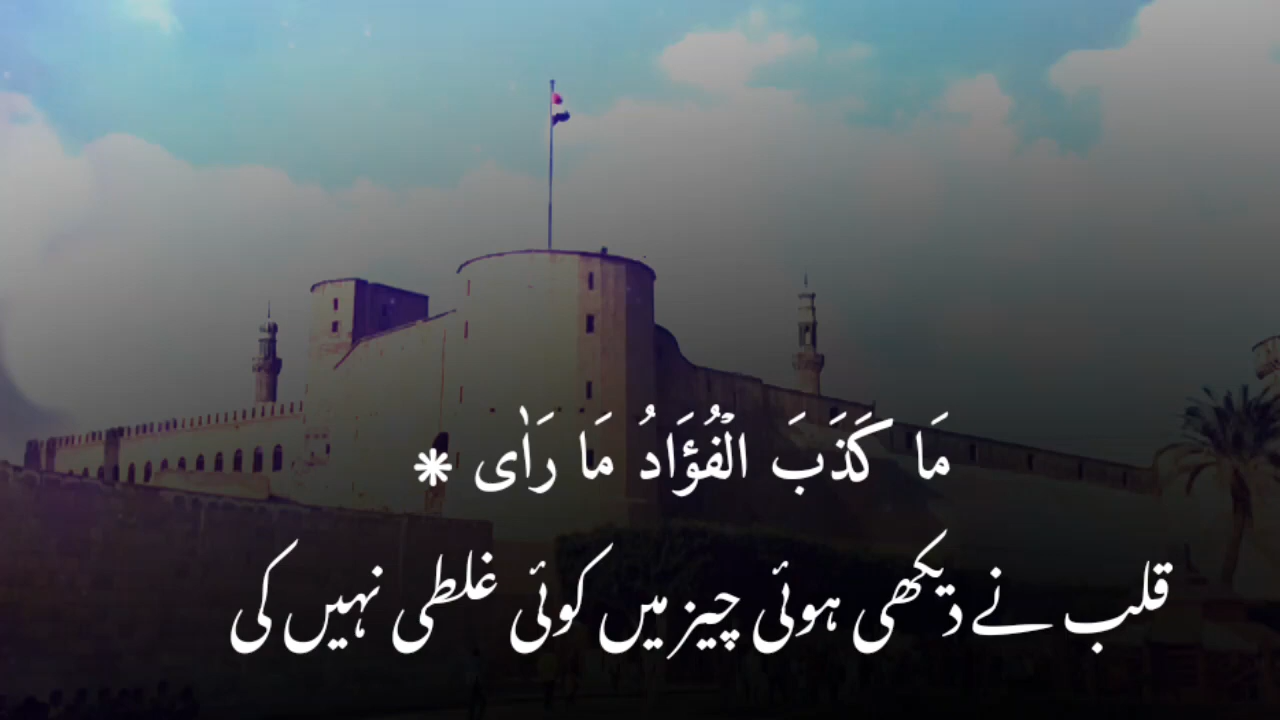 مَا كَذَبَ الْفُؤَادُ مَا رَاٰى *
قلب نے دیکھی ہوئی چیز میں کوئی غلطی نہیں کی